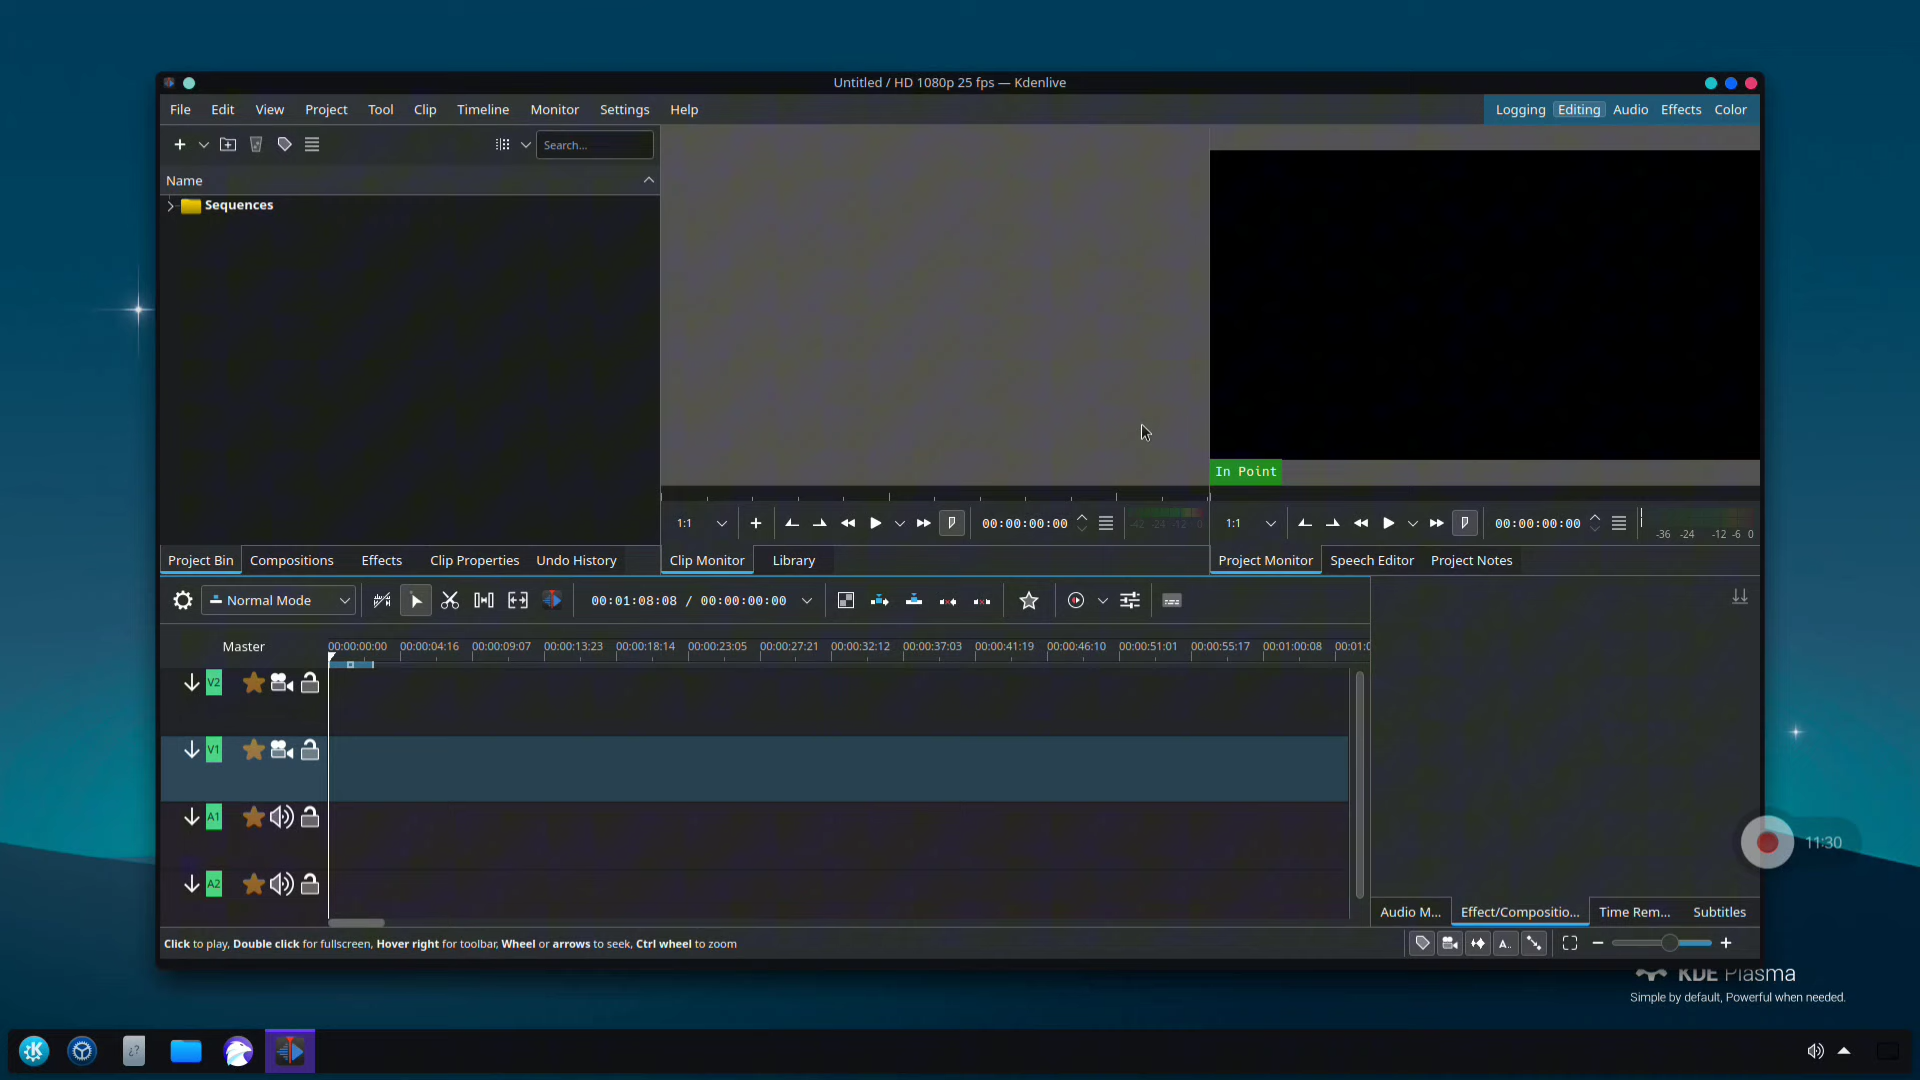 Untitled / HD 1080p 25 fps — Kdenlive
File Edit View Project Tool Clip Timeline Monitor Settings Help
Logging Editing Audio Effects Color
Search...
Name
Sequences
In Point
1:1
00:00:00:00
-42 -24 -12 0
1:1
00:00:00:00
-36 -24 -12 -6 0
Project Bin Compositions Effects Clip Properties Undo History
Clip Monitor Library
Project Monitor Speech Editor Project Notes
Normal Mode
00:01:08:08 / 00:00:00:00
Master
00:00:00:00 00:00:04:16 00:00:09:07 00:00:13:23 00:00:18:14 00:00:23:05 00:00:27:21 00:00:32:12 00:00:37:03 00:00:41:19 00:00:46:10 00:00:51:01 00:00:55:17 00:01:00:08 00:01:0
V2
V1
A1
A2
11:30
Audio M... Effect/Compositio... Time Rem... Subtitles
Click to play, Double click for fullscreen, Hover right for toolbar, Wheel or arrows to seek, Ctrl wheel to zoom
A..
KDE Plasma
Simple by default, Powerful when needed.
¿?